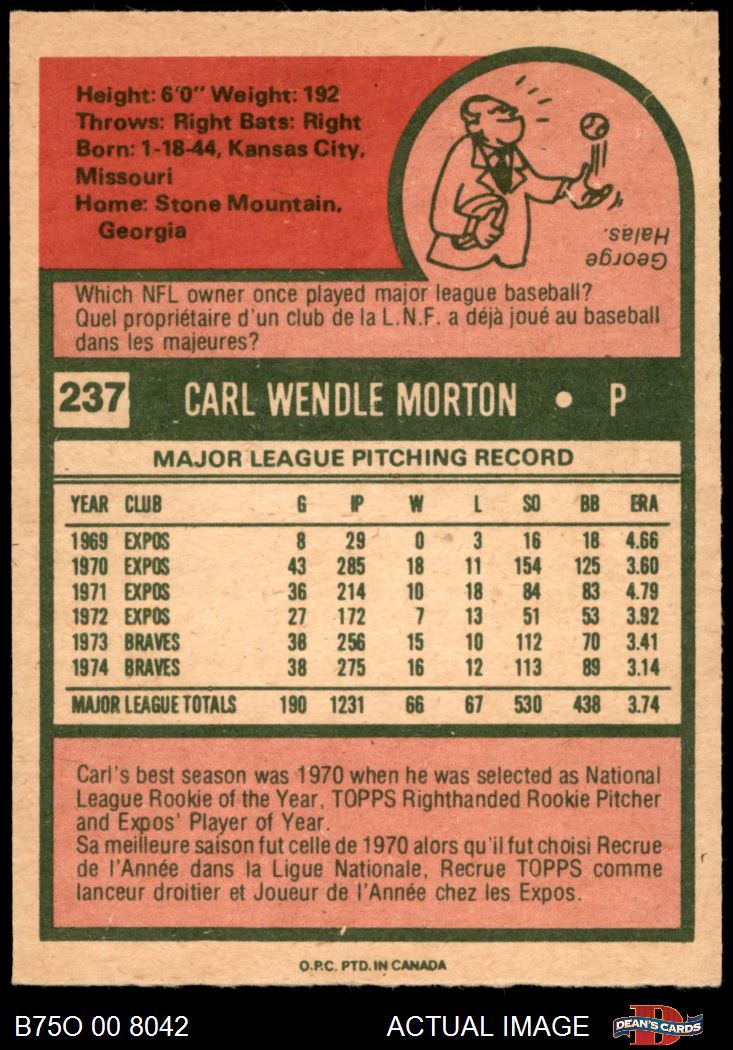 Height: 6'0" Weight: 192
Throws: Right Bats: Right
Born: 1-18-44, Kansas City,
Missouri
Home: Stone Mountain,
Georgia
George
Halas.
Which NFL owner once played major league baseball?
Quel propriétaire d'un club de la L.N.F. a déjà joué au baseball
dans les majeures?
237 CARL WENDLE MORTON • P
MAJOR LEAGUE PITCHING RECORD
YEAR CLUB G IP W L SO BB ERA
1969 EXPOS 8 29 0 3 16 18 4.66
1970 EXPOS 43 285 18 11 154 125 3.60
1971 EXPOS 36 214 10 18 84 83 4.79
1972 EXPOS 27 172 7 13 51 53 3.92
1973 BRAVES 38 256 15 10 112 70 3.41
1974 BRAVES 38 275 16 12 113 89 3.14
MAJOR LEAGUE TOTALS 190 1231 66 67 530 438 3.74
Carl's best season was 1970 when he was selected as National
League Rookie of the Year, TOPPS Righthanded Rookie Pitcher
and Expos' Player of Year.
Sa meilleure saison fut celle de 1970 alors qu'il fut choisi Recrue
de l'Année dans la Ligue Nationale, Recrue TOPPS comme
lanceur droitier et Joueur de l'Année chez les Expos.
O.P.C. PTD. IN CANADA
B75O 00 8042 ACTUAL IMAGE DEAN'S CARDS